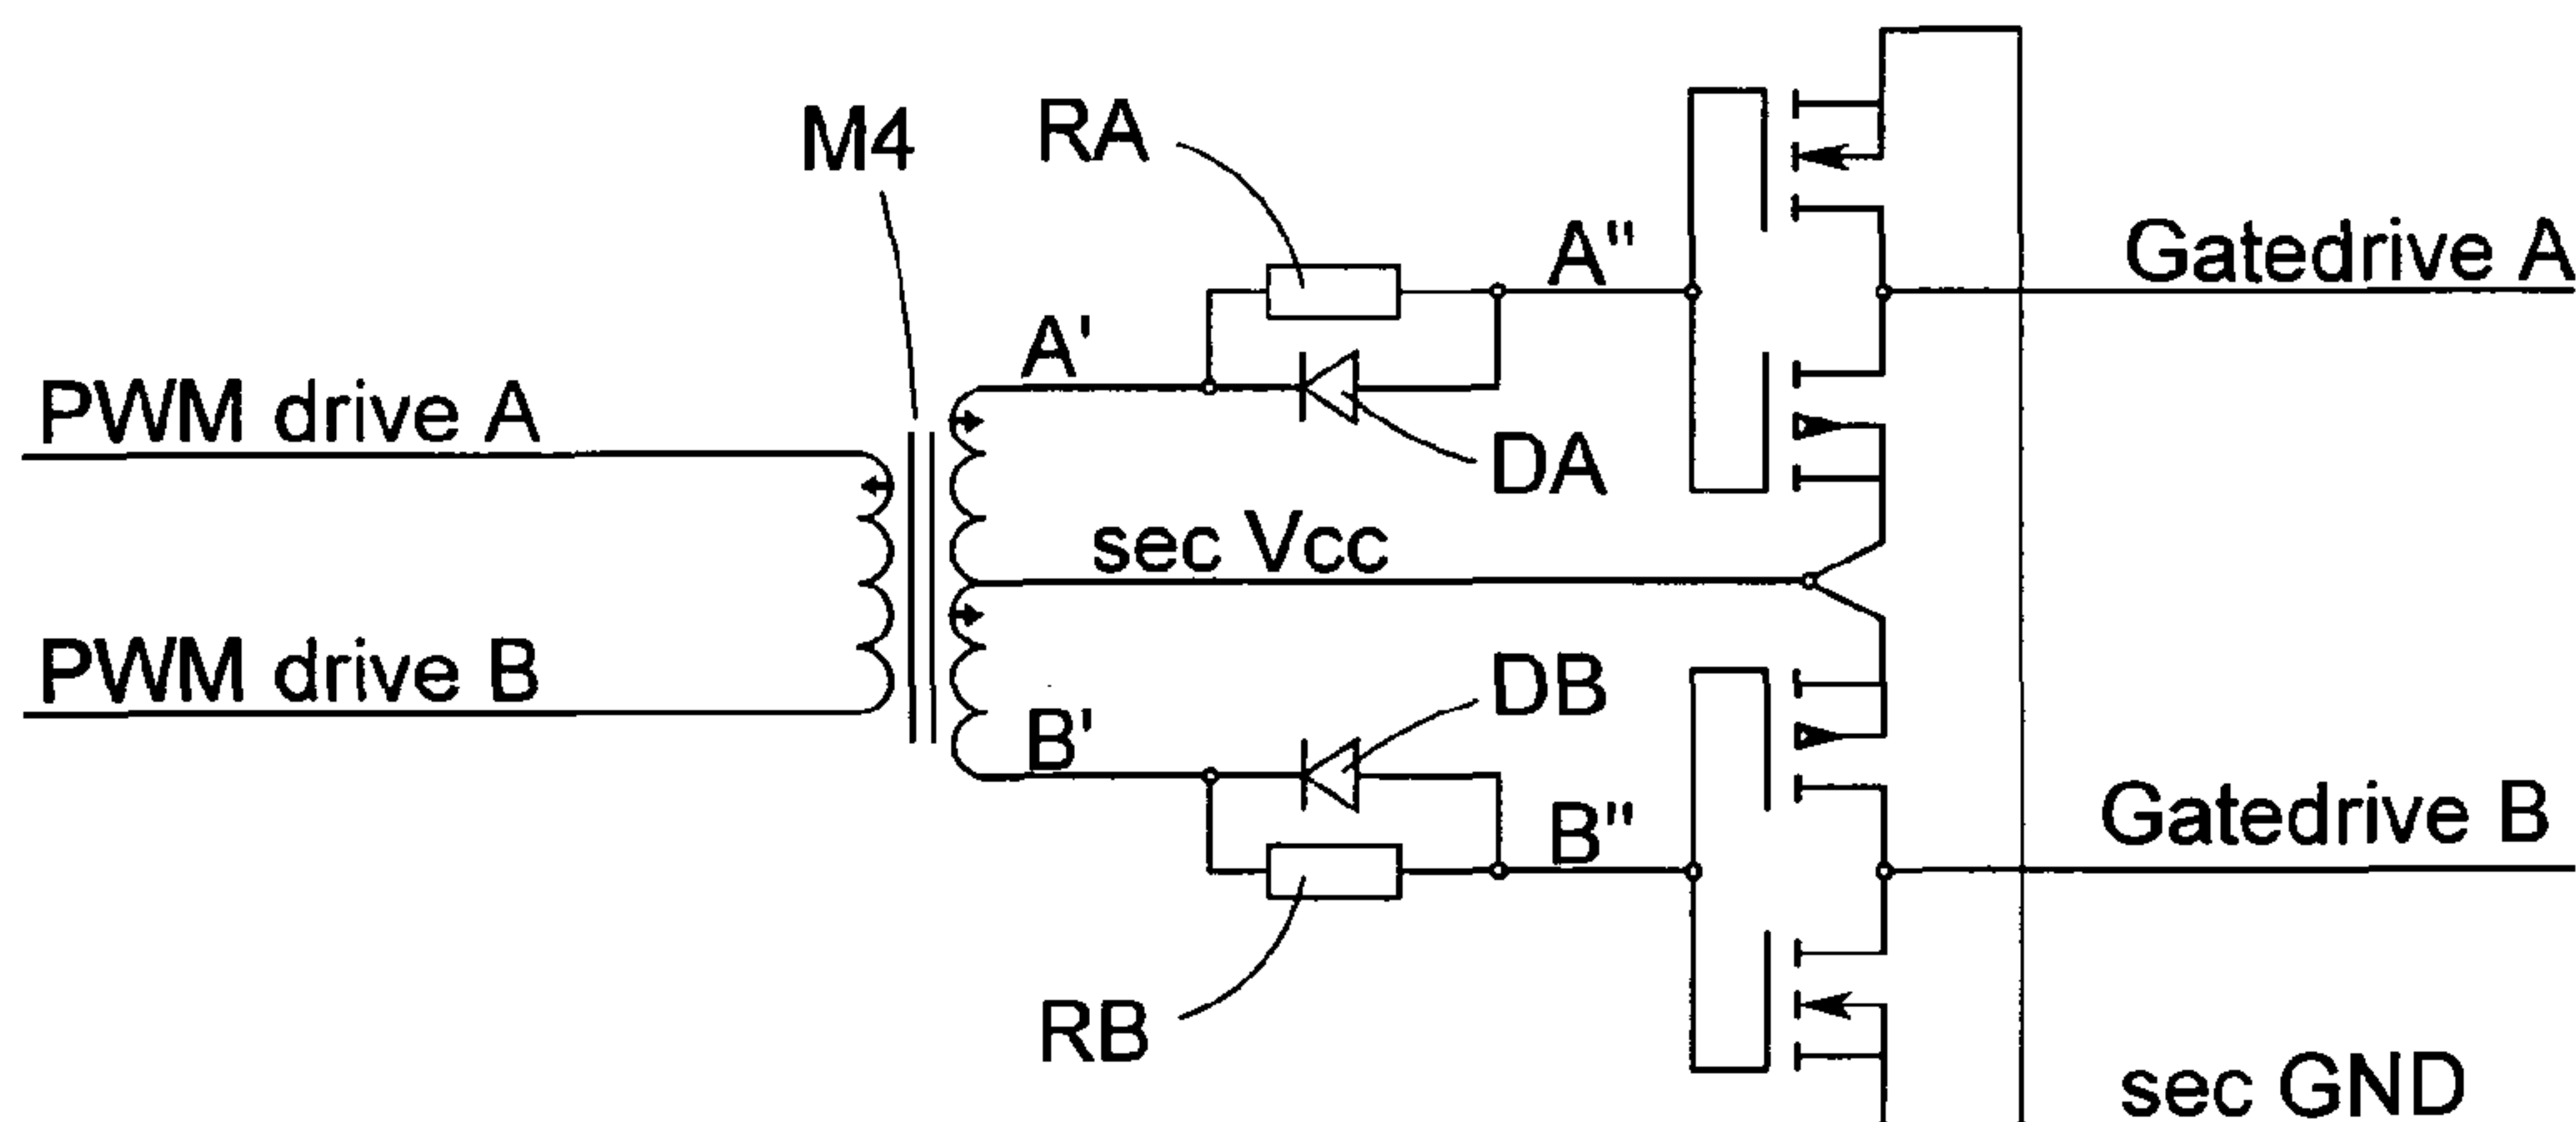 M4
RA
A"
Gatedrive A
A'
PWM drive A
DA
sec Vcc
PWM drive B
DB
B'
B"
Gatedrive B
RB
sec GND